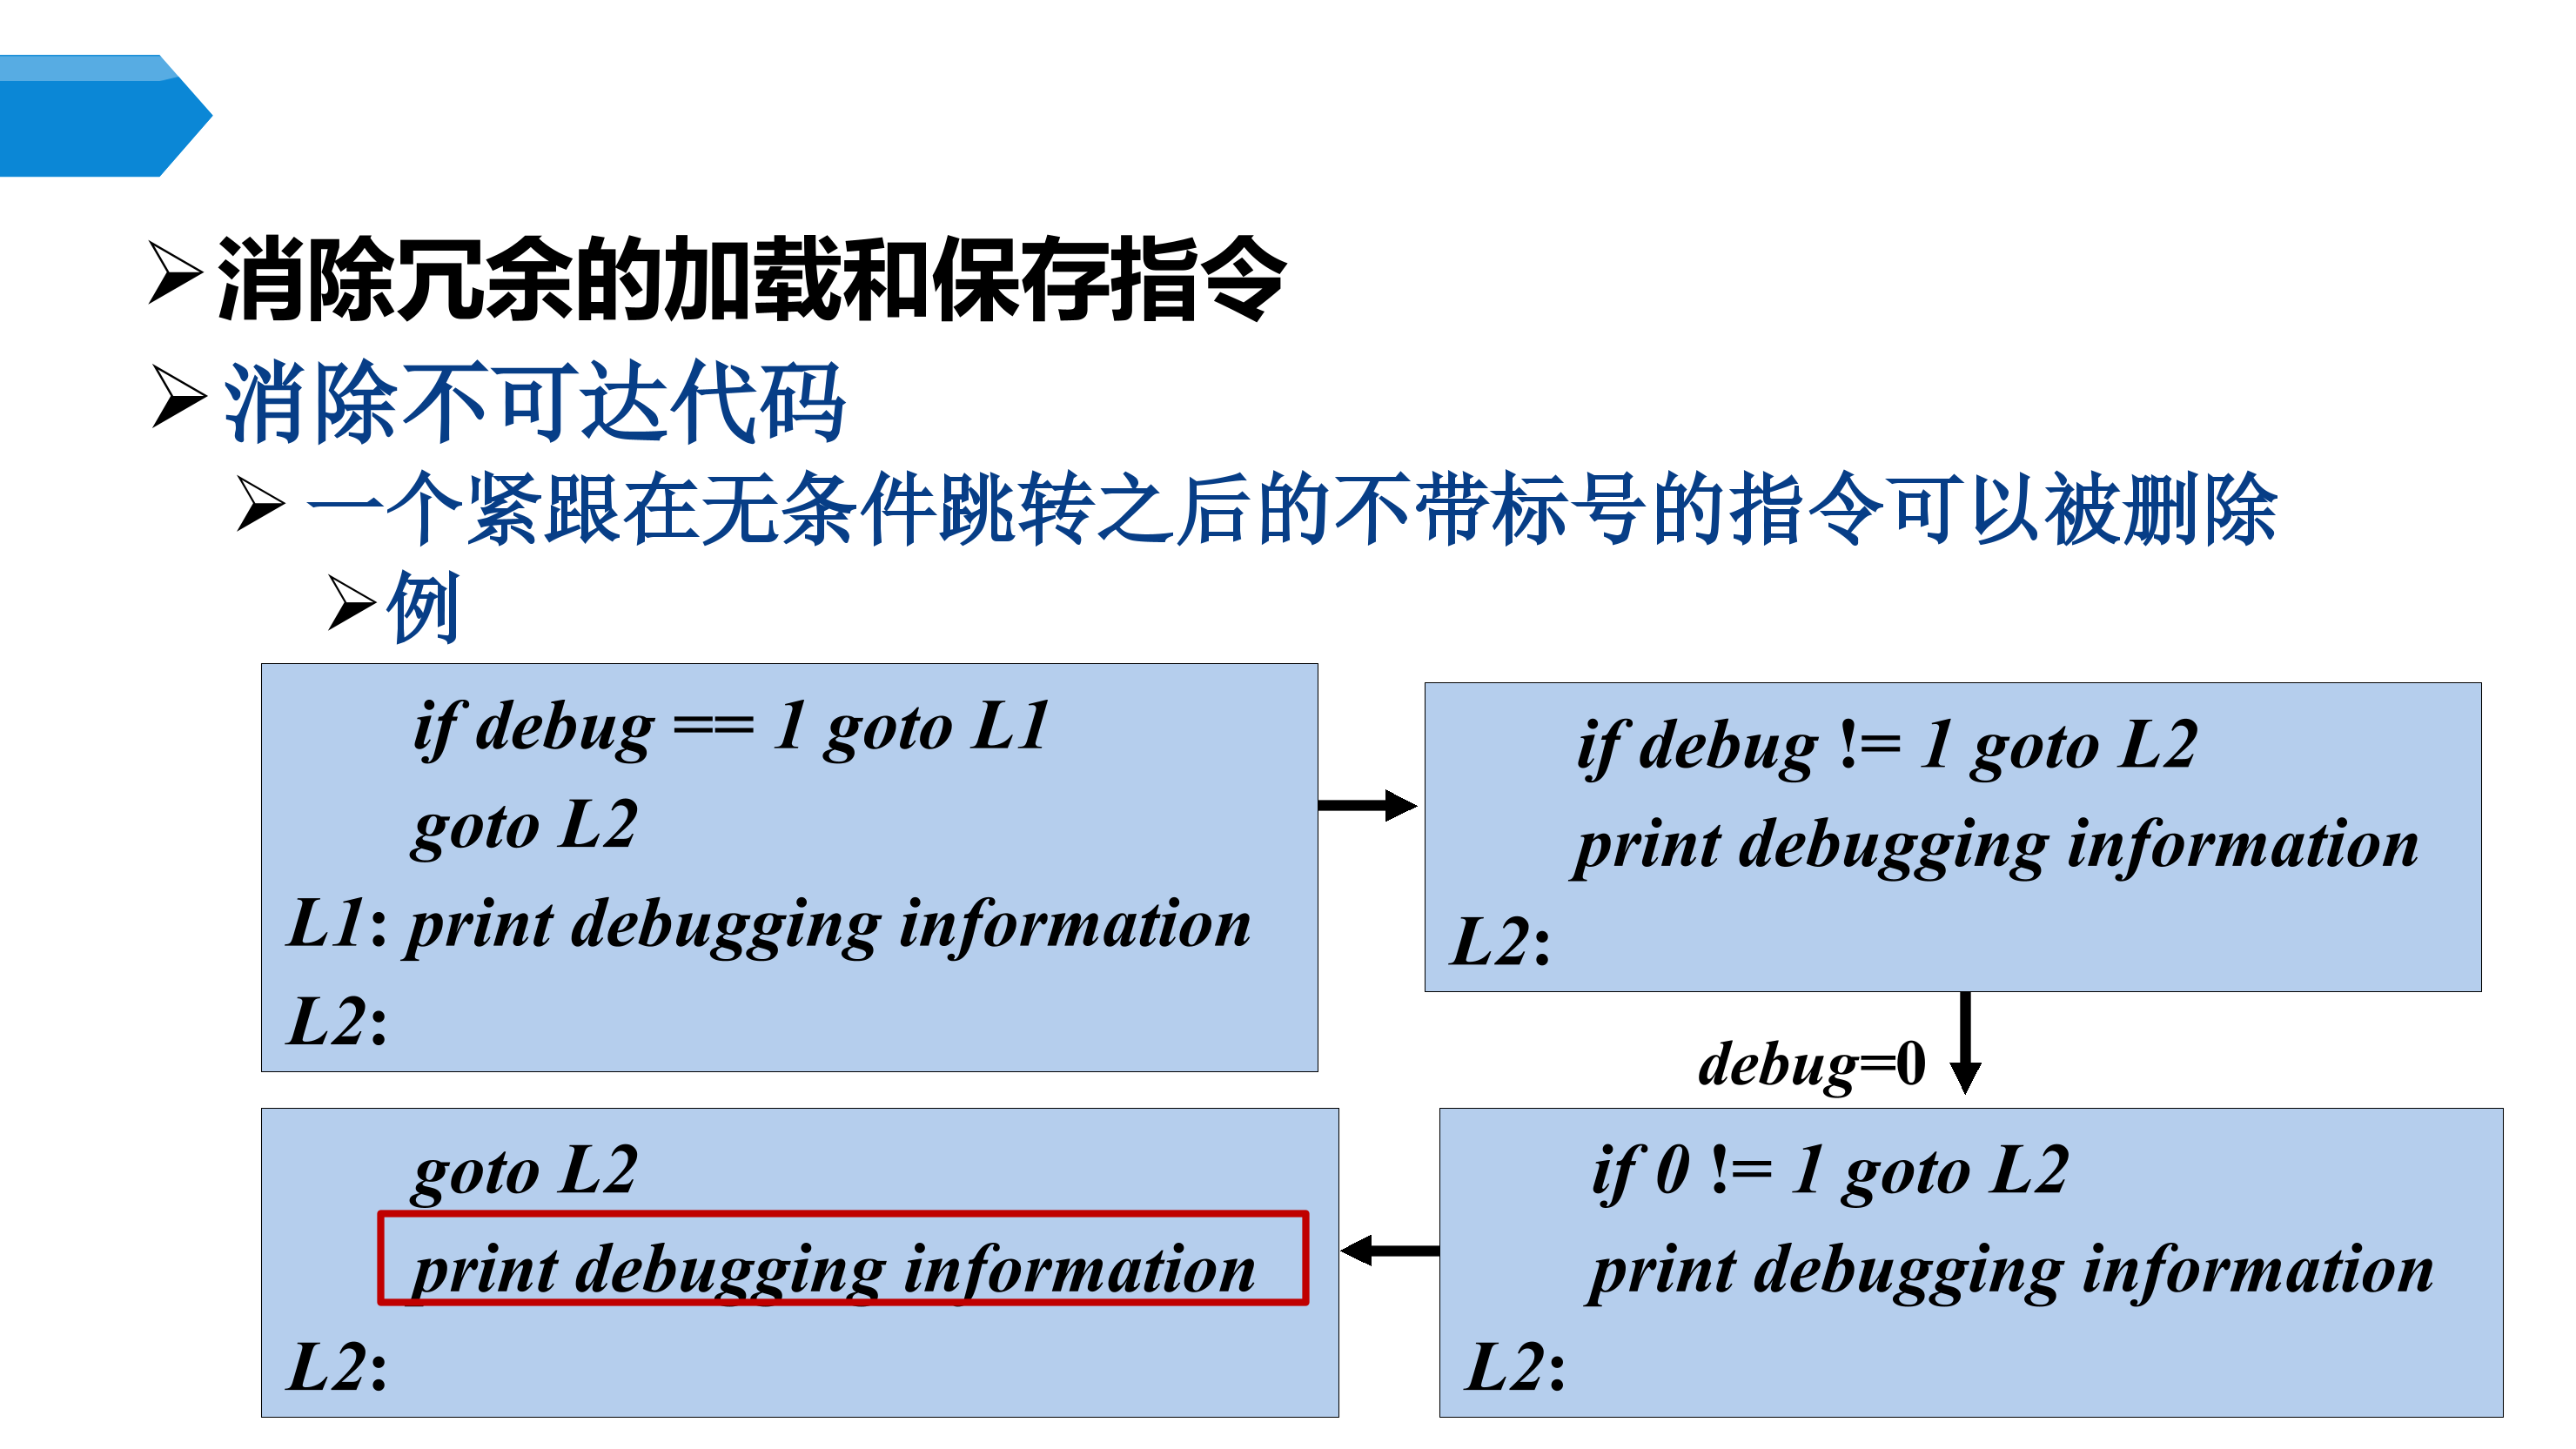 消除冗余的加载和保存指令
消除不可达代码
一个紧跟在无条件跳转之后的不带标号的指令可以被删除
例
if debug == 1 goto L1
goto L2
L1: print debugging information
L2:
if debug != 1 goto L2
print debugging information
L2:
debug=0
if 0 != 1 goto L2
print debugging information
L2:
goto L2
print debugging information
L2: